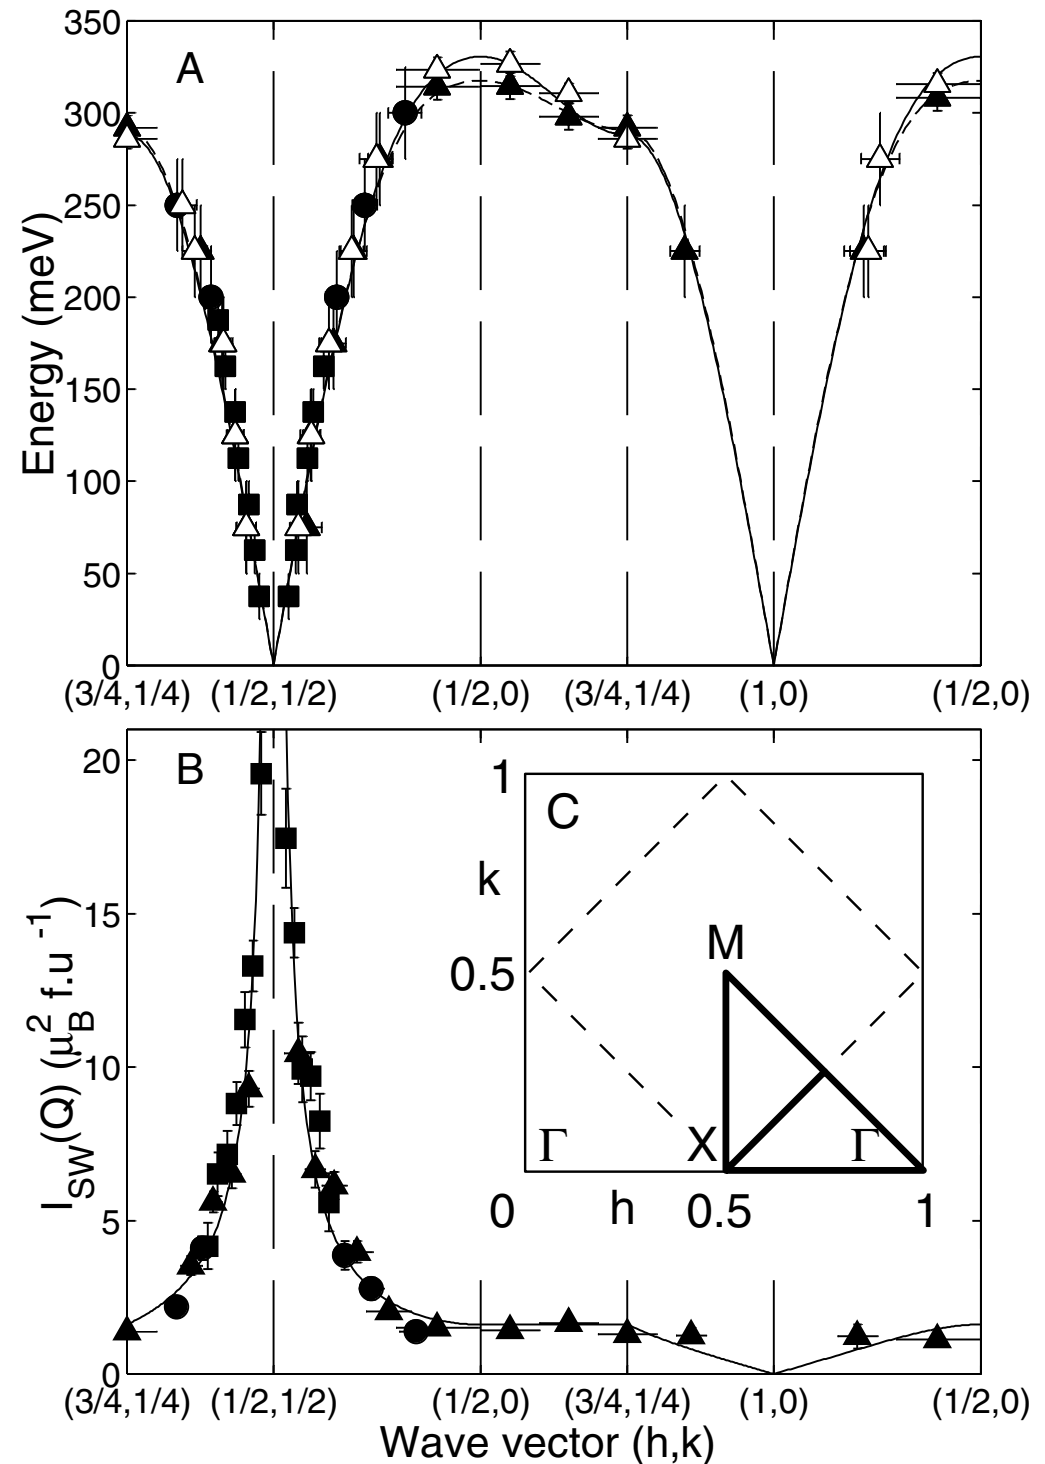 A
350
300
250
200
150
100
50
0
Energy (meV)
(3/4,1/4) (1/2,1/2) (1/2,0) (3/4,1/4) (1,0) (1/2,0)
B
20
15
10
5
0
I_SW(Q) (μ_B^2 f.u^-1)
C
1
k
0.5
M
Γ X Γ
0 h 0.5 1
(3/4,1/4) (1/2,1/2) (1/2,0) (3/4,1/4) (1,0) (1/2,0)
Wave vector (h,k)